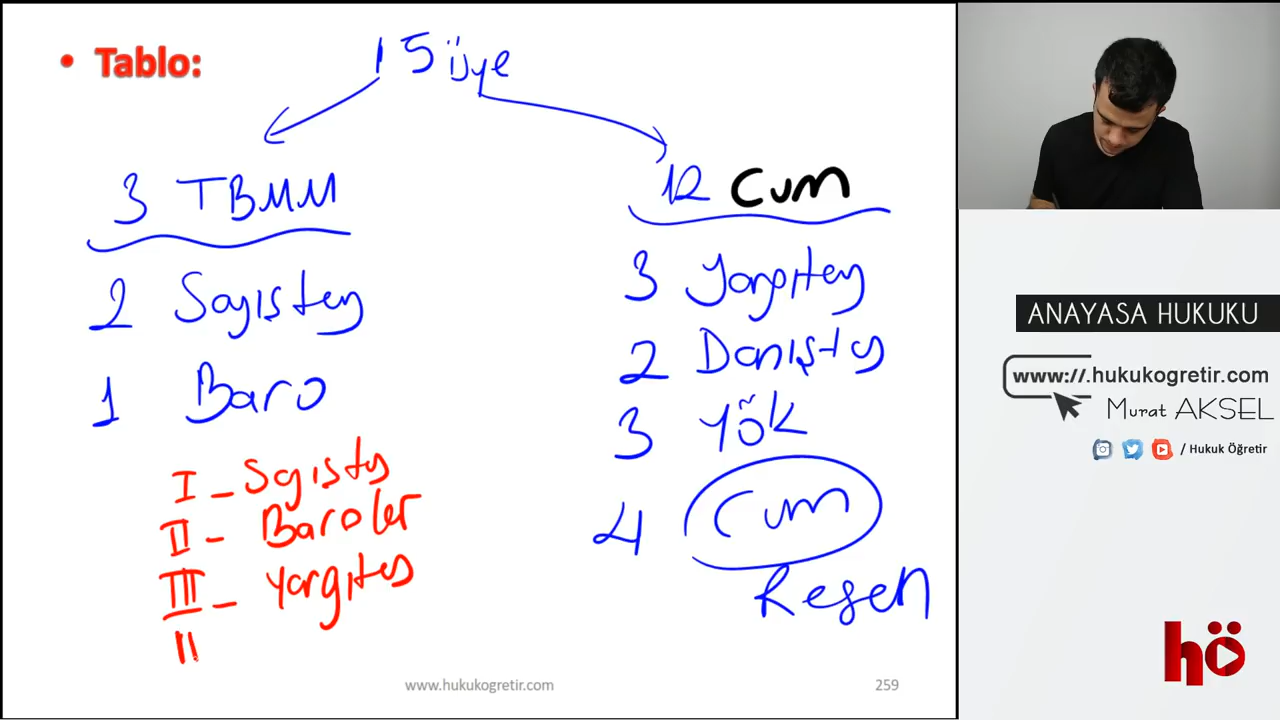 • Tablo:
15 üye
3 TBMM
2 Sayıştay
1 Baro
I - Sayıştay
II - Barolar
III - Yargıtay
II
12 Cum
3 Yargıtay
2 Danıştay
3 YÖK
4 Cum
Resen
www.hukukogretir.com
259
ANAYASA HUKUKU
www://.hukukogretir.com
Murat AKSEL
/ Hukuk Öğretir
hö